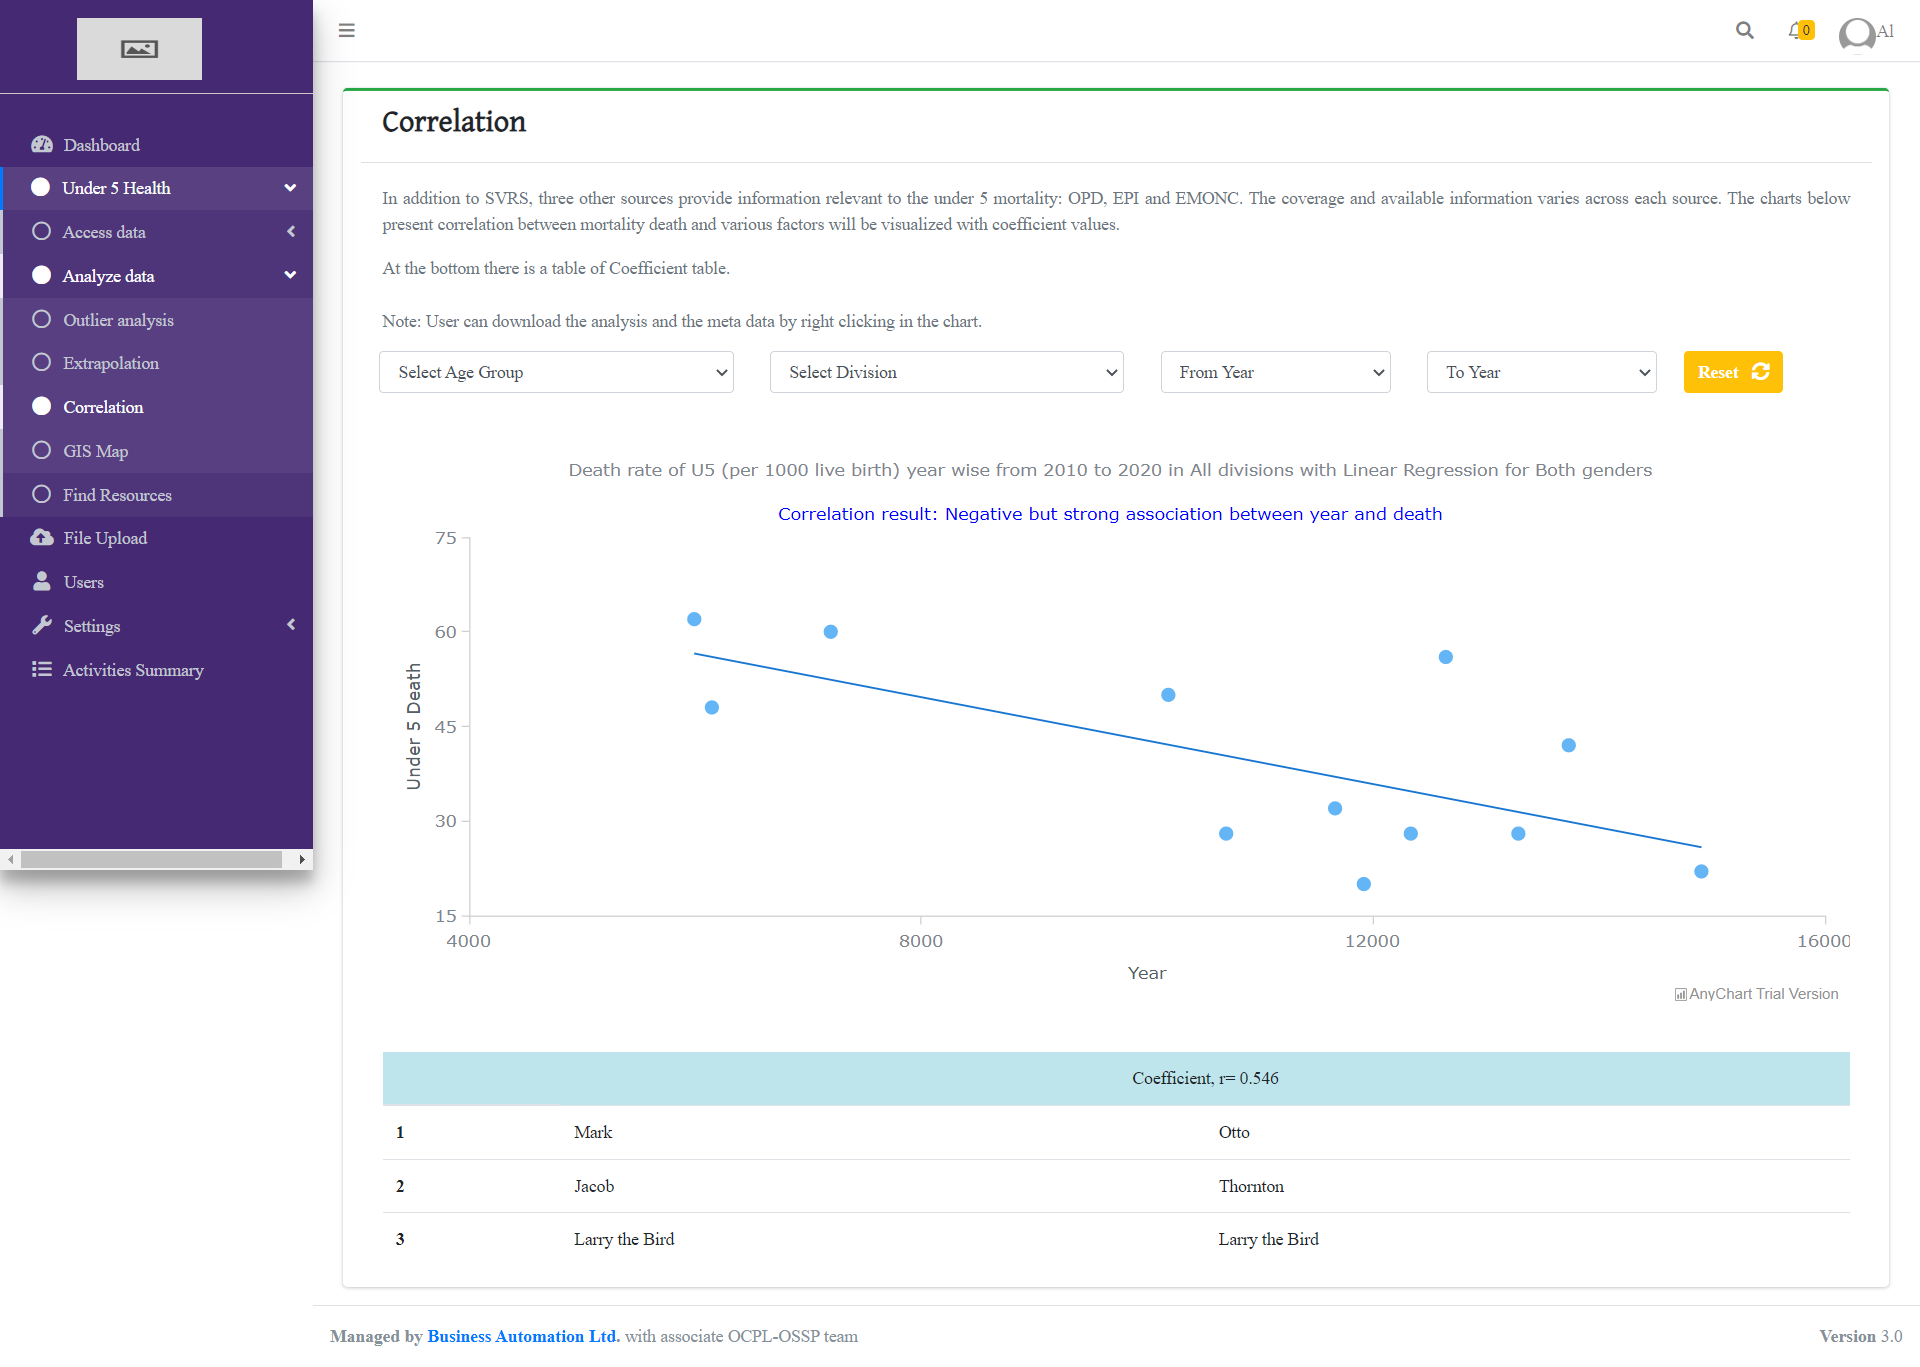 0
Al
Dashboard
Under 5 Health
Access data
Analyze data
Outlier analysis
Extrapolation
Correlation
GIS Map
Find Resources
File Upload
Users
Settings
Activities Summary
Correlation
In addition to SVRS, three other sources provide information relevant to the under 5 mortality: OPD, EPI and EMONC. The coverage and available information varies across each source. The charts below
present correlation between mortality death and various factors will be visualized with coefficient values.
At the bottom there is a table of Coefficient table.
Note: User can download the analysis and the meta data by right clicking in the chart.
Select Age Group Select Division From Year To Year Reset
Death rate of U5 (per 1000 live birth) year wise from 2010 to 2020 in All divisions with Linear Regression for Both genders
Correlation result: Negative but strong association between year and death
75
60
45
30
15
Under 5 Death
4000 8000 12000 16000
Year
AnyChart Trial Version
Coefficient, r= 0.546
1 Mark Otto
2 Jacob Thornton
3 Larry the Bird Larry the Bird
Managed by Business Automation Ltd. with associate OCPL-OSSP team
Version 3.0